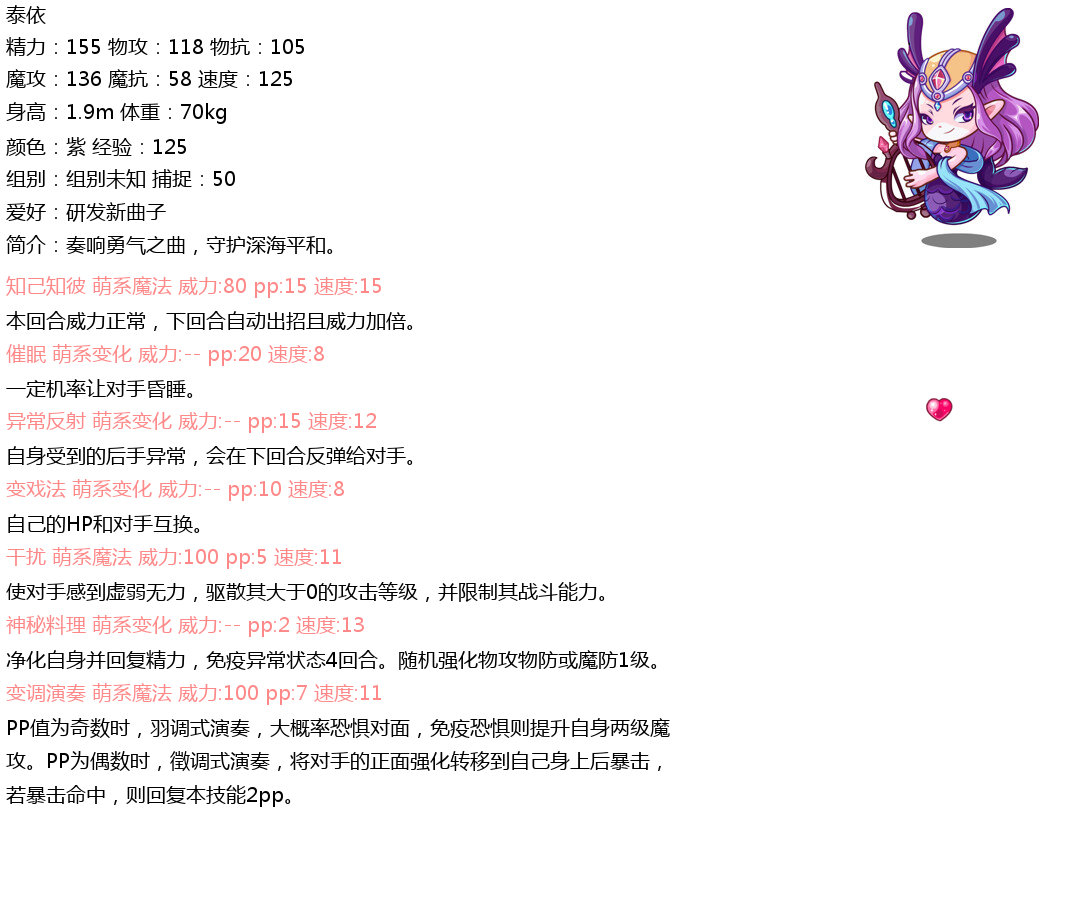 泰依
精力：155 物攻：118 物抗：105
魔攻：136 魔抗：58 速度：125
身高：1.9m 体重：70kg
颜色：紫 经验：125
组别：组别未知 捕捉：50
爱好：研发新曲子
简介：奏响勇气之曲，守护深海平和。
知己知彼 萌系魔法 威力:80 pp:15 速度:15
本回合威力正常，下回合自动出招且威力加倍。
催眠 萌系变化 威力:-- pp:20 速度:8
一定机率让对手昏睡。
异常反射 萌系变化 威力:-- pp:15 速度:12
自身受到的后手异常，会在下回合反弹给对手。
变戏法 萌系变化 威力:-- pp:10 速度:8
自己的HP和对手互换。
干扰 萌系魔法 威力:100 pp:5 速度:11
使对手感到虚弱无力，驱散其大于0的攻击等级，并限制其战斗能力。
神秘料理 萌系变化 威力:-- pp:2 速度:13
净化自身并回复精力，免疫异常状态4回合。随机强化物攻物防或魔防1级。
变调演奏 萌系魔法 威力:100 pp:7 速度:11
PP值为奇数时，羽调式演奏，大概率恐惧对面，免疫恐惧则提升自身两级魔
攻。PP为偶数时，徵调式演奏，将对手的正面强化转移到自己身上后暴击，
若暴击命中，则回复本技能2pp。